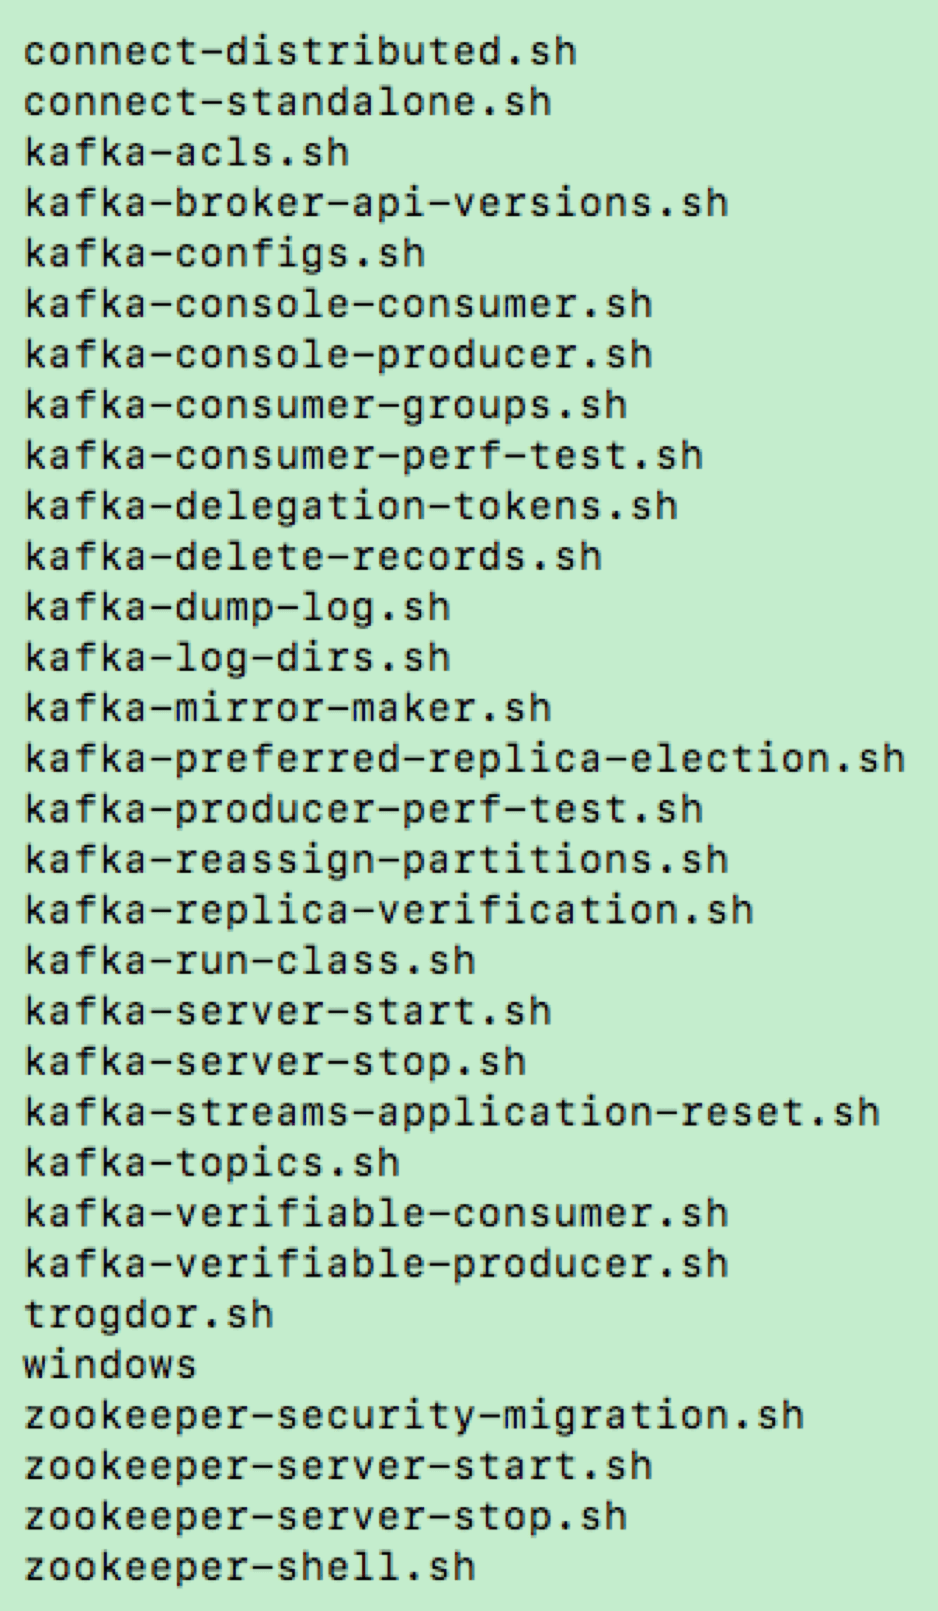 connect-distributed.sh
connect-standalone.sh
kafka-acls.sh
kafka-broker-api-versions.sh
kafka-configs.sh
kafka-console-consumer.sh
kafka-console-producer.sh
kafka-consumer-groups.sh
kafka-consumer-perf-test.sh
kafka-delegation-tokens.sh
kafka-delete-records.sh
kafka-dump-log.sh
kafka-log-dirs.sh
kafka-mirror-maker.sh
kafka-preferred-replica-election.sh
kafka-producer-perf-test.sh
kafka-reassign-partitions.sh
kafka-replica-verification.sh
kafka-run-class.sh
kafka-server-start.sh
kafka-server-stop.sh
kafka-streams-application-reset.sh
kafka-topics.sh
kafka-verifiable-consumer.sh
kafka-verifiable-producer.sh
trogdor.sh
windows
zookeeper-security-migration.sh
zookeeper-server-start.sh
zookeeper-server-stop.sh
zookeeper-shell.sh